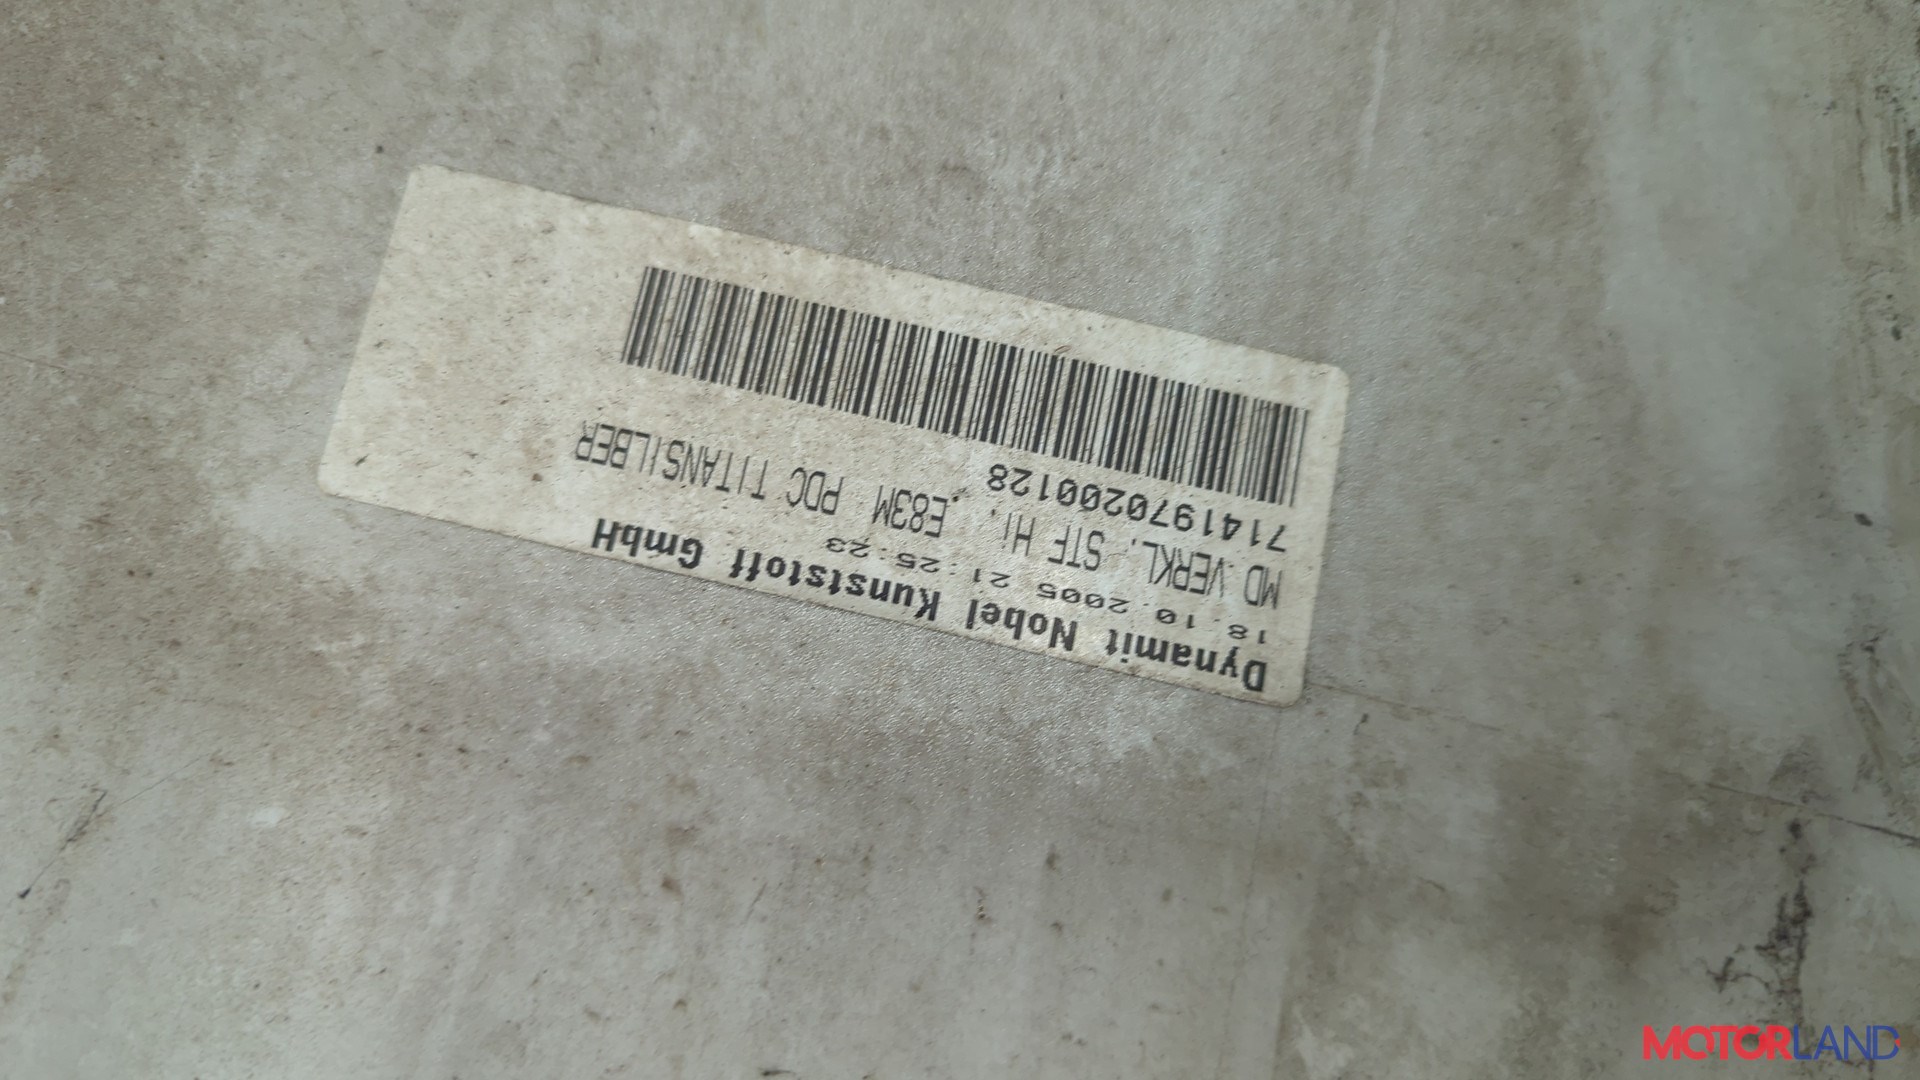 Dynamit Nobel Kunststoff GmbH
18.10.2005 21:25:23
MD.VERKL. STF Hi. .E83M PDC TITANSILBER
7141970200128
MOTORLAND